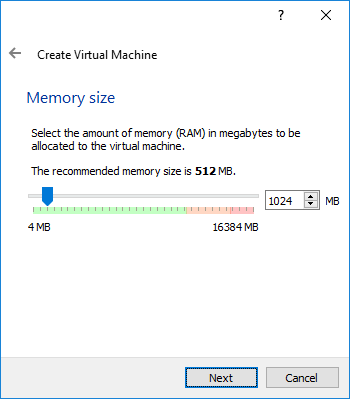 ?
Create Virtual Machine
Memory size
Select the amount of memory (RAM) in megabytes to be
allocated to the virtual machine.
The recommended memory size is 512 MB.
1024 MB
4 MB 16384 MB
Next Cancel